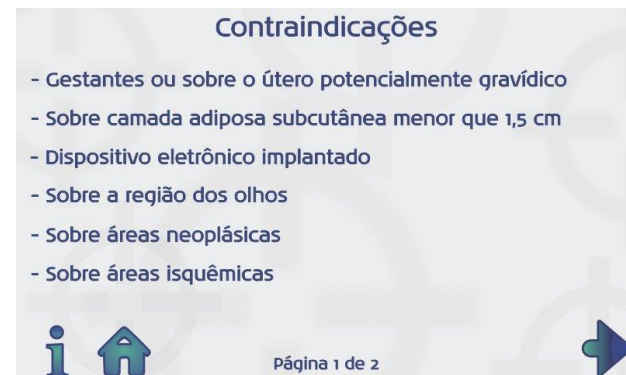 Contraindicações
- Gestantes ou sobre o útero potencialmente gravídico
- Sobre camada adiposa subcutânea menor que 1,5 cm
- Dispositivo eletrônico implantado
- Sobre a região dos olhos
- Sobre áreas neoplásicas
- Sobre áreas isquêmicas
Página 1 de 2